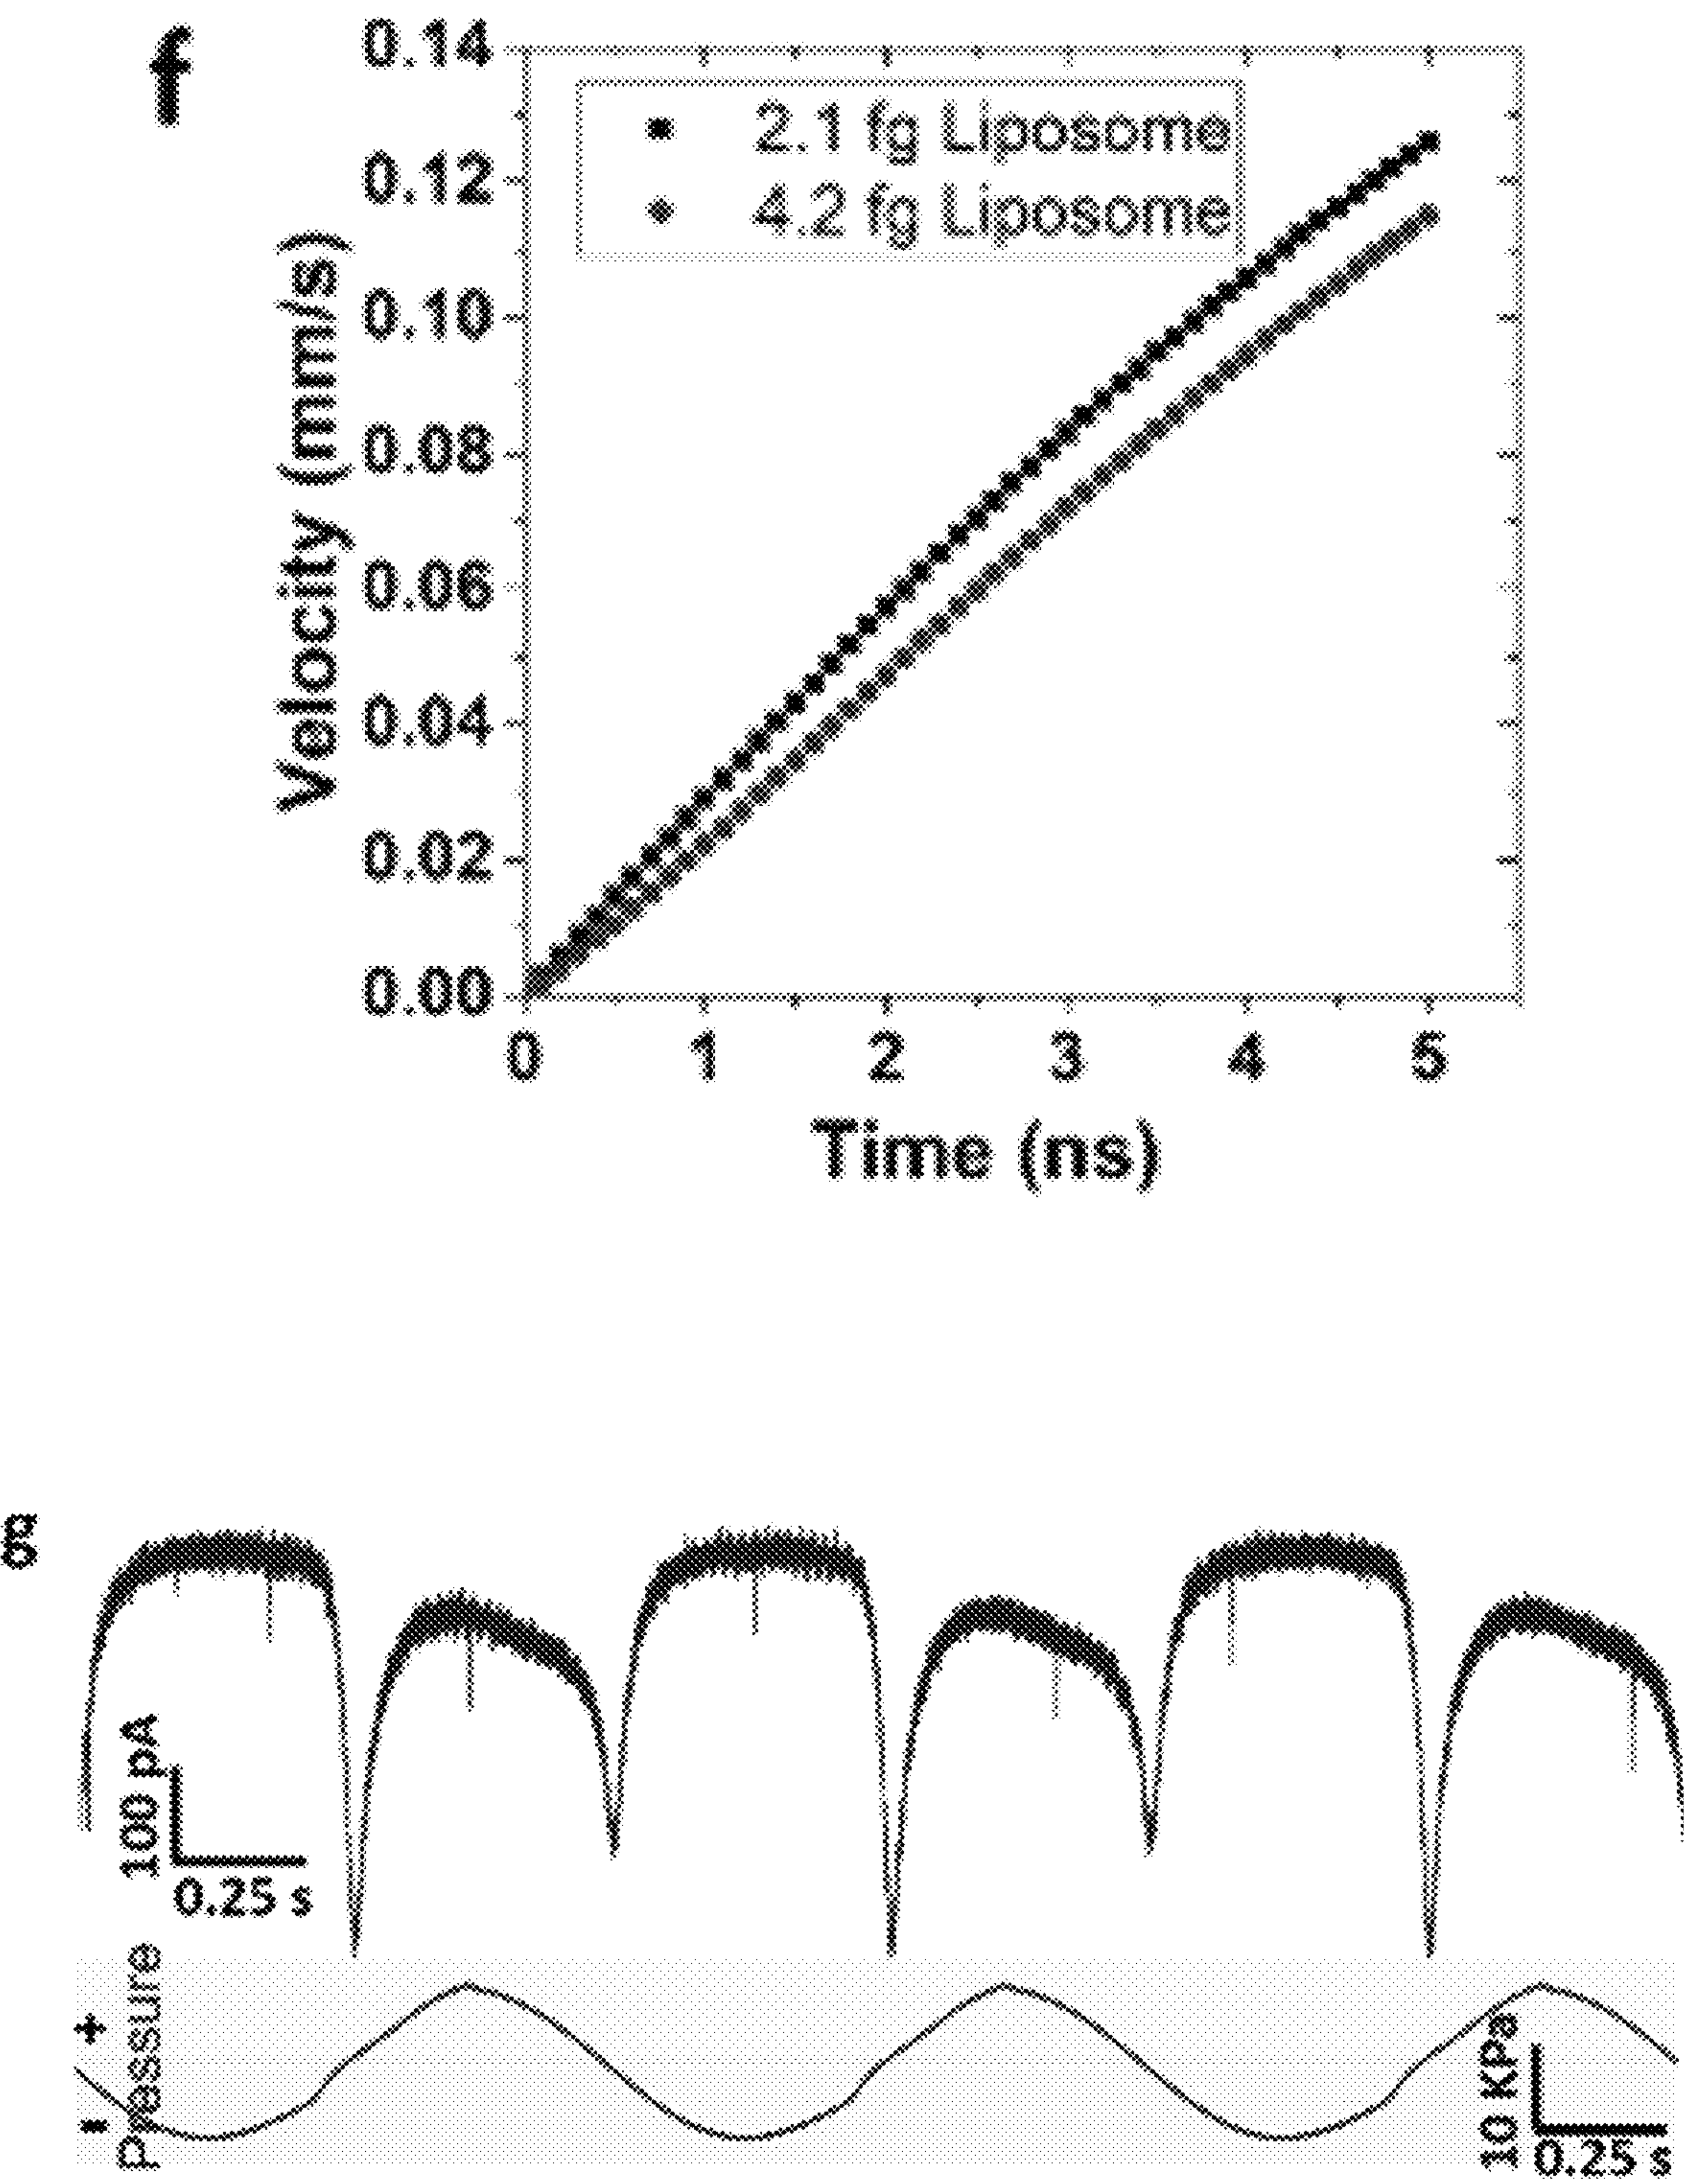 f
0.14
0.12
0.10
0.08
0.06
0.04
0.02
0.00
Velocity (mm/s)
2.1 fg Liposome
4.2 fg Liposome
0 1 2 3 4 5
Time (ns)
g
100 pA
0.25 s
- +
Pressure
10 KPa
0.25 s